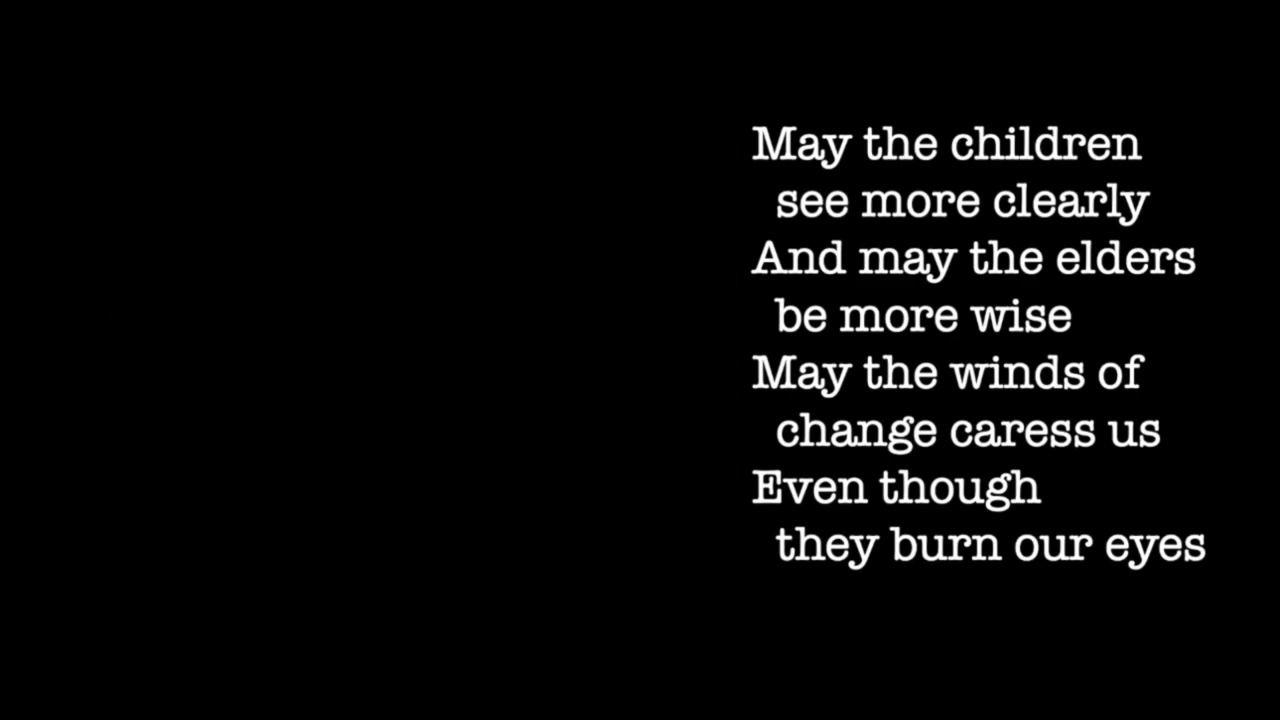 May the children
see more clearly
And may the elders
be more wise
May the winds of
change caress us
Even though
they burn our eyes